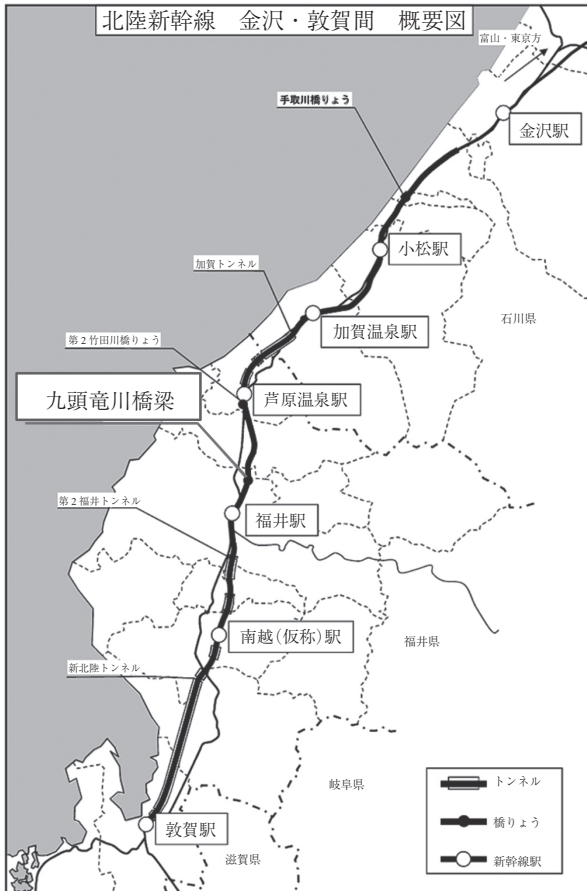 北陸新幹線　金沢・敦賀間　概要図
富山・東京方
手取川橋りょう
金沢駅
小松駅
加賀トンネル
石川県
加賀温泉駅
第2竹田川橋りょう
九頭竜川橋梁
芦原温泉駅
第2福井トンネル
福井駅
南越(仮称)駅
福井県
新北陸トンネル
岐阜県
トンネル
橋りょう
敦賀駅
滋賀県
新幹線駅